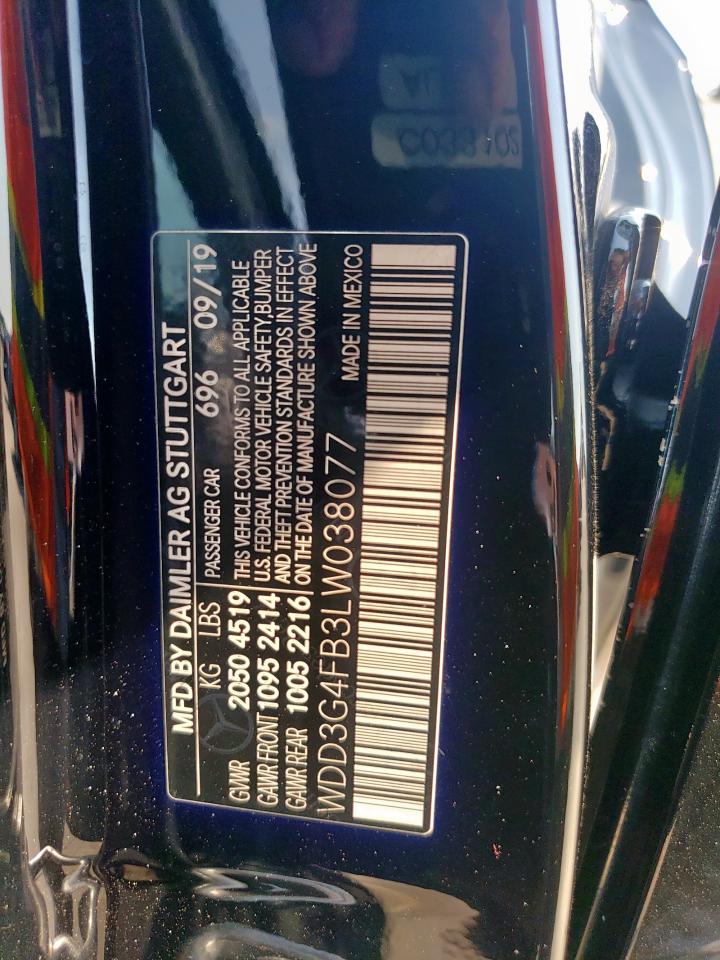 MFD BY DAIMLER AG STUTTGART
KG LBS PASSENGER CAR 696 09/19
GVWR 2050 4519 THIS VEHICLE CONFORMS TO ALL APPLICABLE
GAWR FRONT 1095 2414 U.S. FEDERAL MOTOR VEHICLE SAFETY,BUMPER
GAWR REAR 1005 2216 AND THEFT PREVENTION STANDARDS IN EFFECT
ON THE DATE OF MANUFACTURE SHOWN ABOVE
WDD3G4FB3LW038077 MADE IN MEXICO